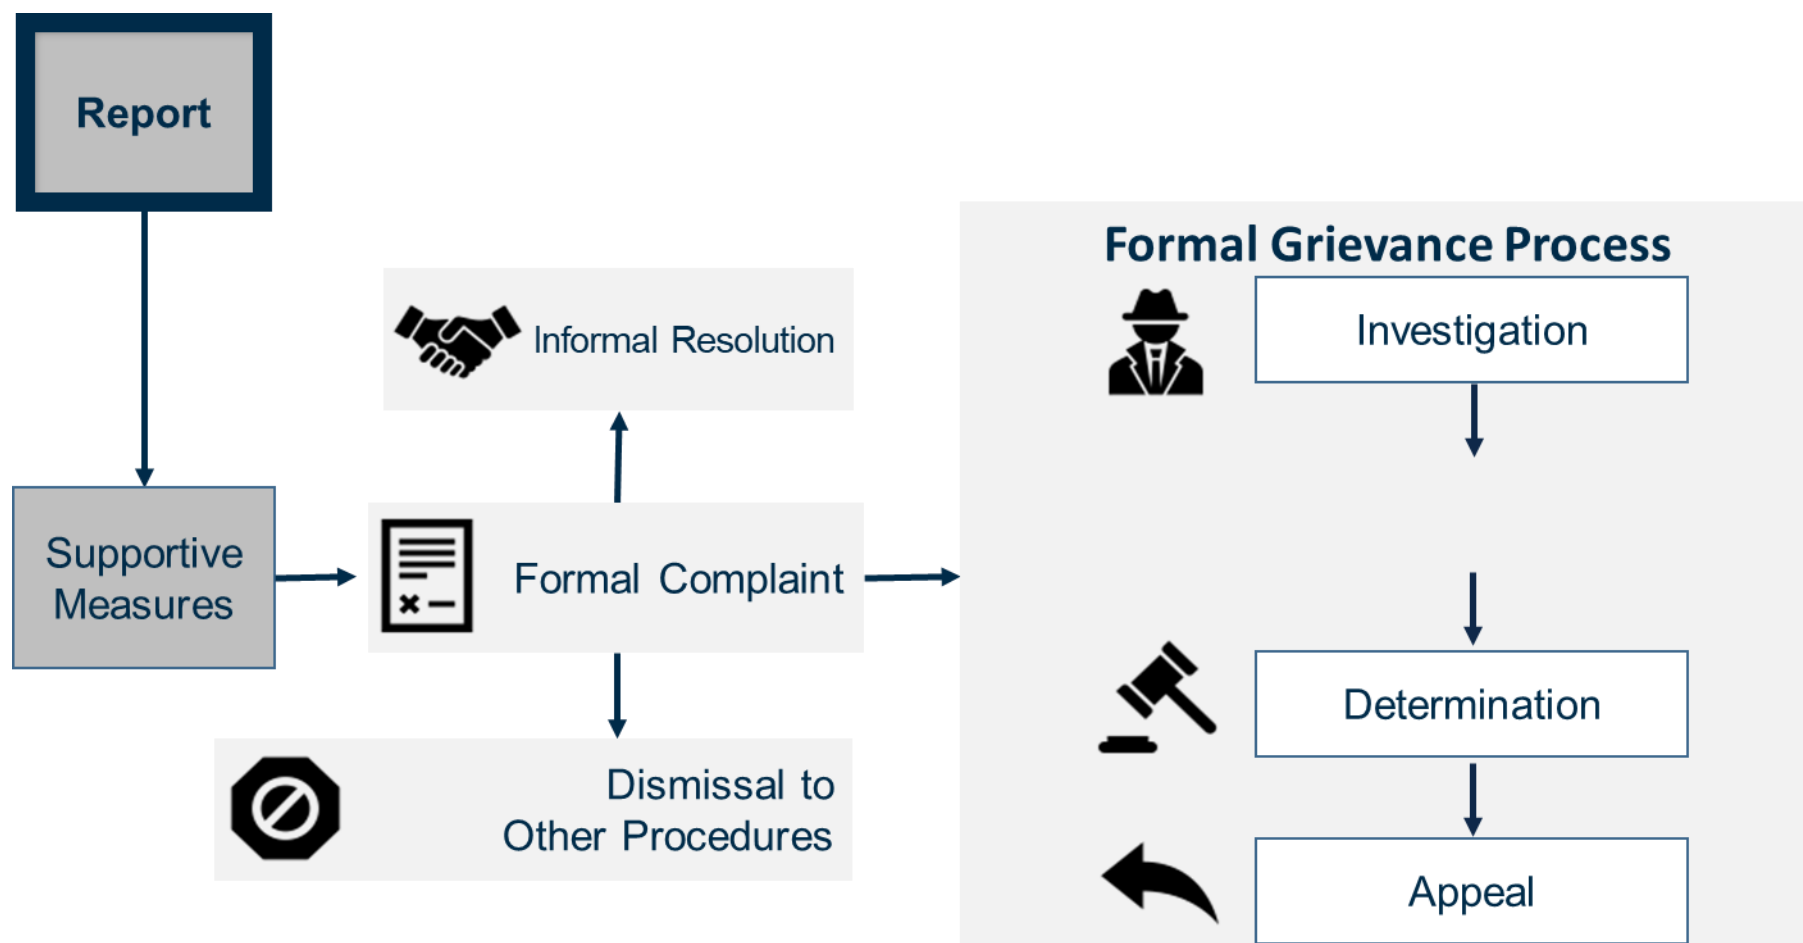 Report
Formal Grievance Process
Investigation
Informal Resolution
Supportive
Measures
Formal Complaint
Determination
Dismissal to
Other Procedures
Appeal